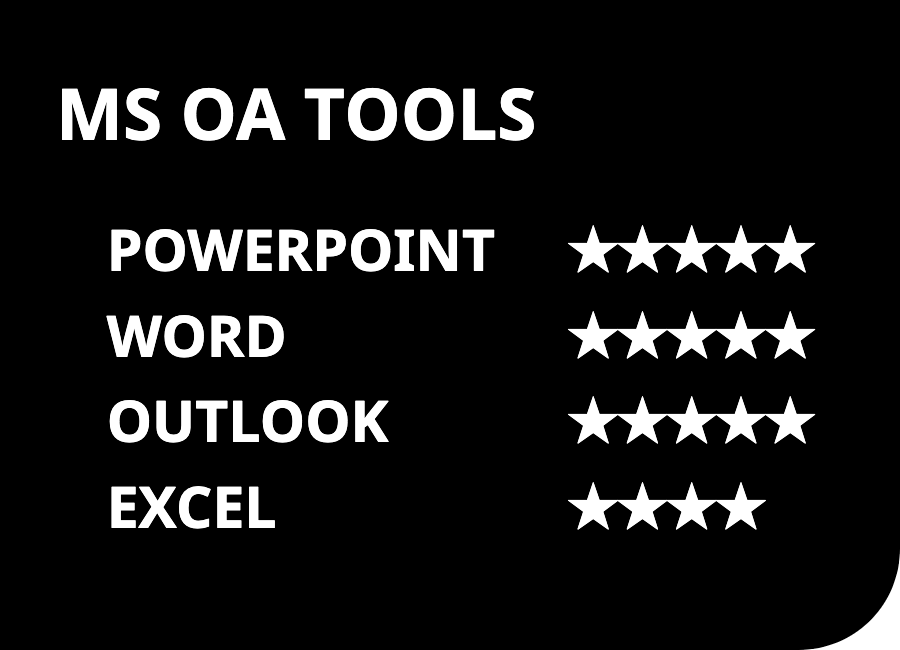 MS OA TOOLS
POWERPOINT ★★★★★
WORD ★★★★★
OUTLOOK ★★★★★
EXCEL ★★★★